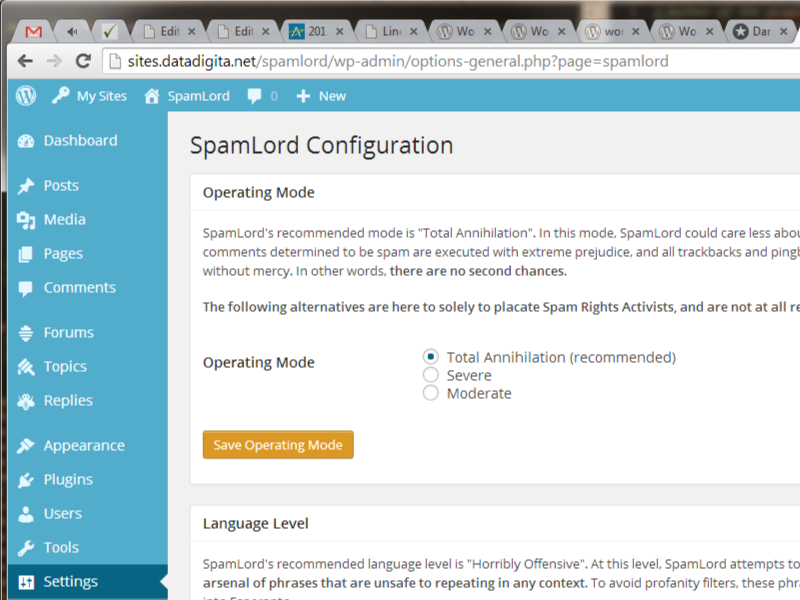 Edit
Edit
201
Line
Wo
Wo
wor
Wo
Dar
sites.datadigita.net/spamlord/wp-admin/options-general.php?page=spamlord
My Sites
SpamLord
0
New
Dashboard
Posts
Media
Pages
Comments
Forums
Topics
Replies
Appearance
Plugins
Users
Tools
Settings
SpamLord Configuration
Operating Mode
SpamLord's recommended mode is "Total Annihilation". In this mode, SpamLord could care less abou
comments determined to be spam are executed with extreme prejudice, and all trackbacks and pingb
without mercy. In other words, there are no second chances.
The following alternatives are here to solely to placate Spam Rights Activists, and are not at all re
Operating Mode
Total Annihilation (recommended)
Severe
Moderate
Save Operating Mode
Language Level
SpamLord's recommended language level is "Horribly Offensive". At this level, SpamLord attempts to
arsenal of phrases that are unsafe to repeating in any context. To avoid profanity filters, these phra
into Esperanto.